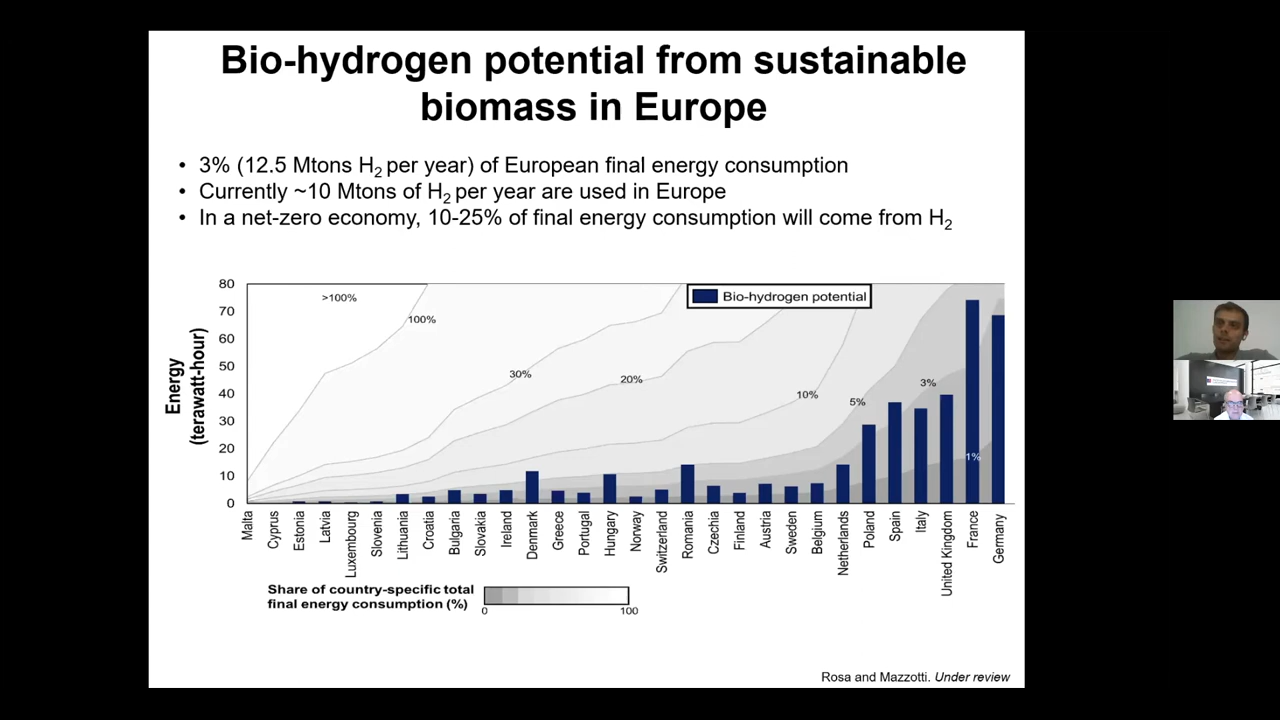 Bio-hydrogen potential from sustainable
biomass in Europe
• 3% (12.5 Mtons H2 per year) of European final energy consumption
• Currently ~10 Mtons of H2 per year are used in Europe
• In a net-zero economy, 10-25% of final energy consumption will come from H2
Energy
(terawatt-hour)
80
70
60
50
40
30
20
10
0
>100%
100%
30%
20%
10%
5%
3%
1%
Bio-hydrogen potential
Malta
Cyprus
Estonia
Latvia
Luxembourg
Slovenia
Lithuania
Croatia
Bulgaria
Slovakia
Ireland
Denmark
Greece
Portugal
Hungary
Norway
Switzerland
Romania
Czechia
Finland
Austria
Sweden
Belgium
Netherlands
Poland
Spain
Italy
United Kingdom
France
Germany
Share of country-specific total
final energy consumption (%)
0
100
Rosa and Mazzotti. Under review